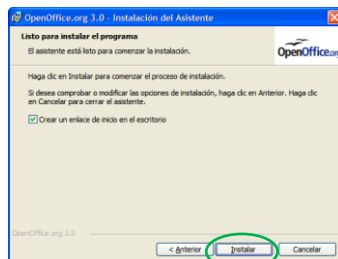 OpenOffice.org 3.0 - Instalación del Asistente
Listo para instalar el programa
El asistente está listo para comenzar la instalación.
OpenOffice.org
Haga clic en Instalar para comenzar el proceso de instalación.
Si desea comprobar o modificar las opciones de instalación, haga clic en Anterior. Haga clic
en Cancelar para cerrar el asistente.
Crear un enlace de inicio en el escritorio
OpenOffice.org 3.0
< Anterior
Instalar
Cancelar